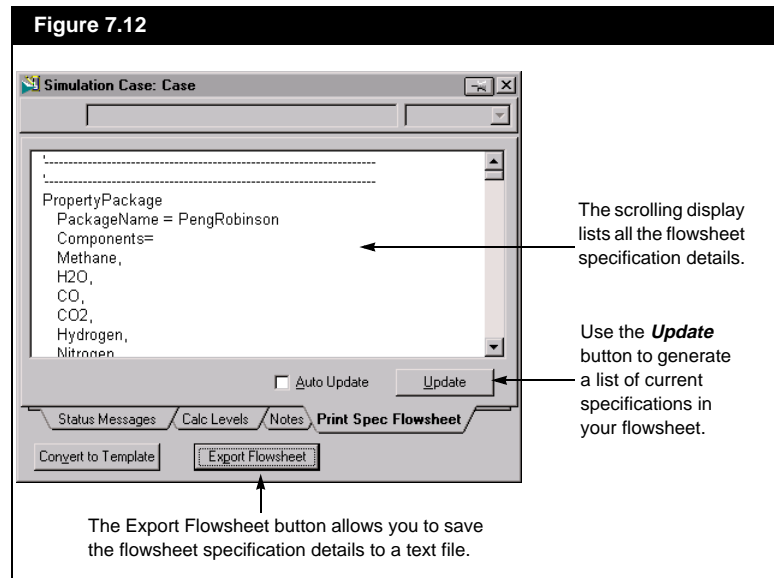 Figure 7.12
Simulation Case: Case
'----------------------------------------------------------------------
'----------------------------------------------------------------------
PropertyPackage
PackageName = PengRobinson
Components=
Methane,
H2O,
CO,
CO2,
Hydrogen,
Nitrogen
Auto Update
Update
Status Messages
Calc Levels
Notes
Print Spec Flowsheet
Convert to Template
Export Flowsheet
The scrolling display
lists all the flowsheet
specification details.
Use the Update
button to generate
a list of current
specifications in
your flowsheet.
The Export Flowsheet button allows you to save
the flowsheet specification details to a text file.